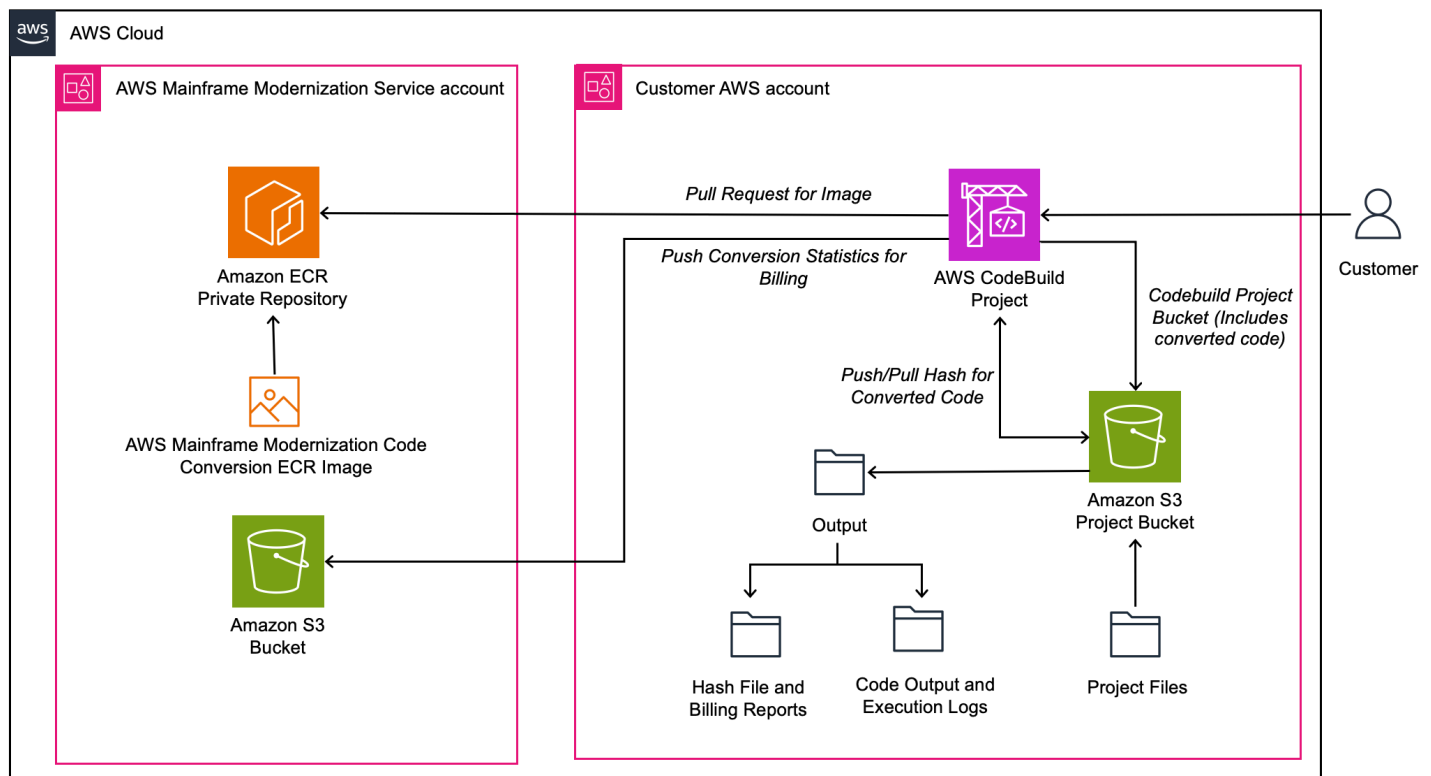 aws
AWS Cloud
AWS Mainframe Modernization Service account
Customer AWS account
Pull Request for Image
Amazon ECR
Private Repository
Push Conversion Statistics for
Billing
</>
AWS CodeBuild
Project
Customer
Codebuild Project
Bucket (Includes
converted code)
Push/Pull Hash for
Converted Code
AWS Mainframe Modernization Code
Conversion ECR Image
Amazon S3
Project Bucket
Output
Amazon S3
Bucket
Hash File and
Billing Reports
Code Output and
Execution Logs
Project Files